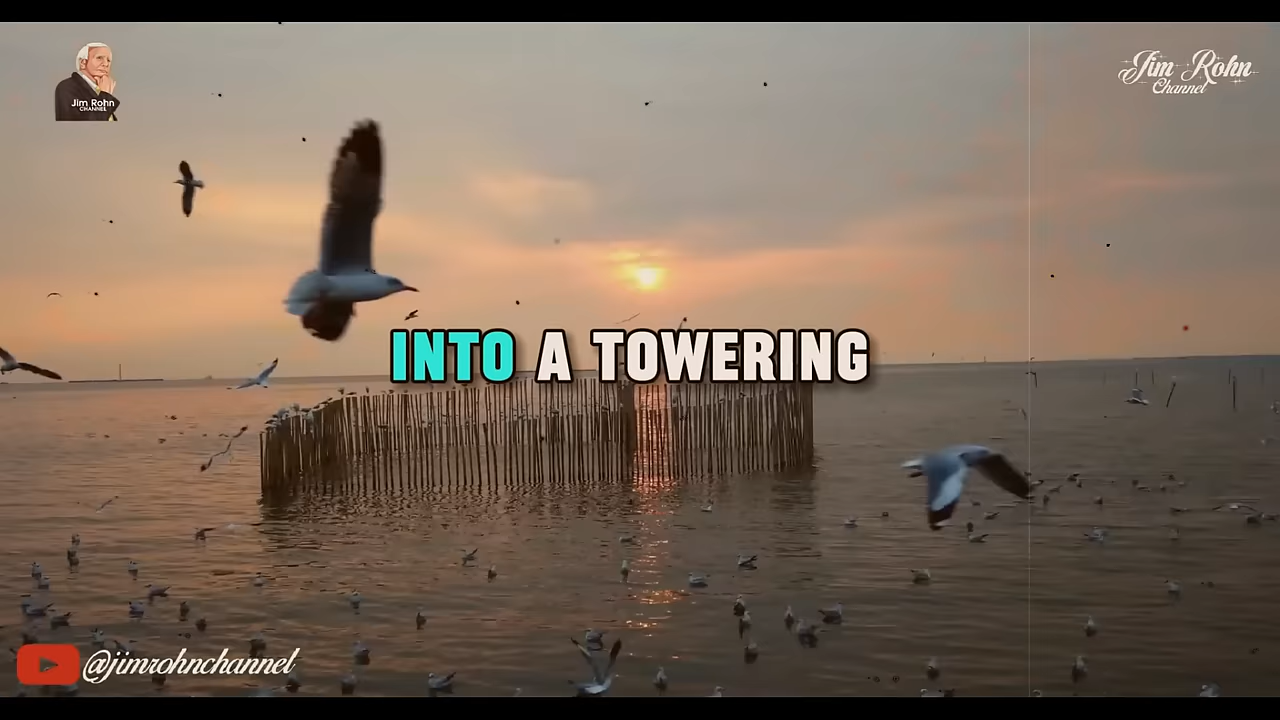 Jim Rohn
CHANNEL
Jim Rohn
Channel
INTO A TOWERING
@jimrohnchannel